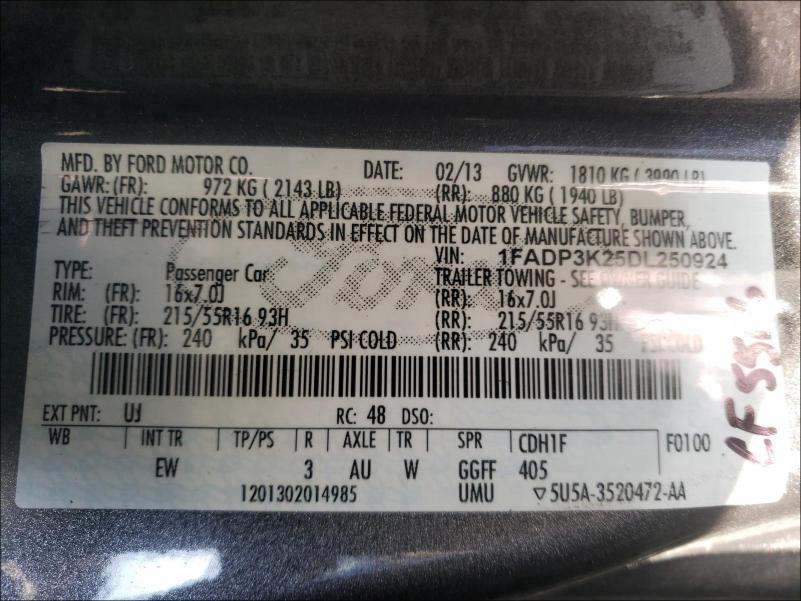 MFD. BY FORD MOTOR CO. DATE: 02/13 GVWR: 1810 KG ( 3990 LB)
GAWR: (FR): 972 KG ( 2143 LB) (RR): 880 KG ( 1940 LB)
THIS VEHICLE CONFORMS TO ALL APPLICABLE FEDERAL MOTOR VEHICLE SAFETY, BUMPER,
AND THEFT PREVENTION STANDARDS IN EFFECT ON THE DATE OF MANUFACTURE SHOWN ABOVE.
VIN: 1FADP3K25DL250924
TYPE: Passenger Car TRAILER TOWING - SEE OWNER GUIDE
RIM: (FR): 16x7.0J (RR): 16x7.0J
TIRE: (FR): 215/55R16 93H (RR): 215/55R16 93H
PRESSURE: (FR): 240 kPa/ 35 PSI COLD (RR): 240 kPa/ 35 PSI COLD
Ford
EXT PNT: UJ RC: 48 DSO:
WB INT TR TP/PS R AXLE TR SPR CDH1F F0100
EW 3 AU W GGFF 405
1201302014985 UMU ▽5U5A-3520472-AA